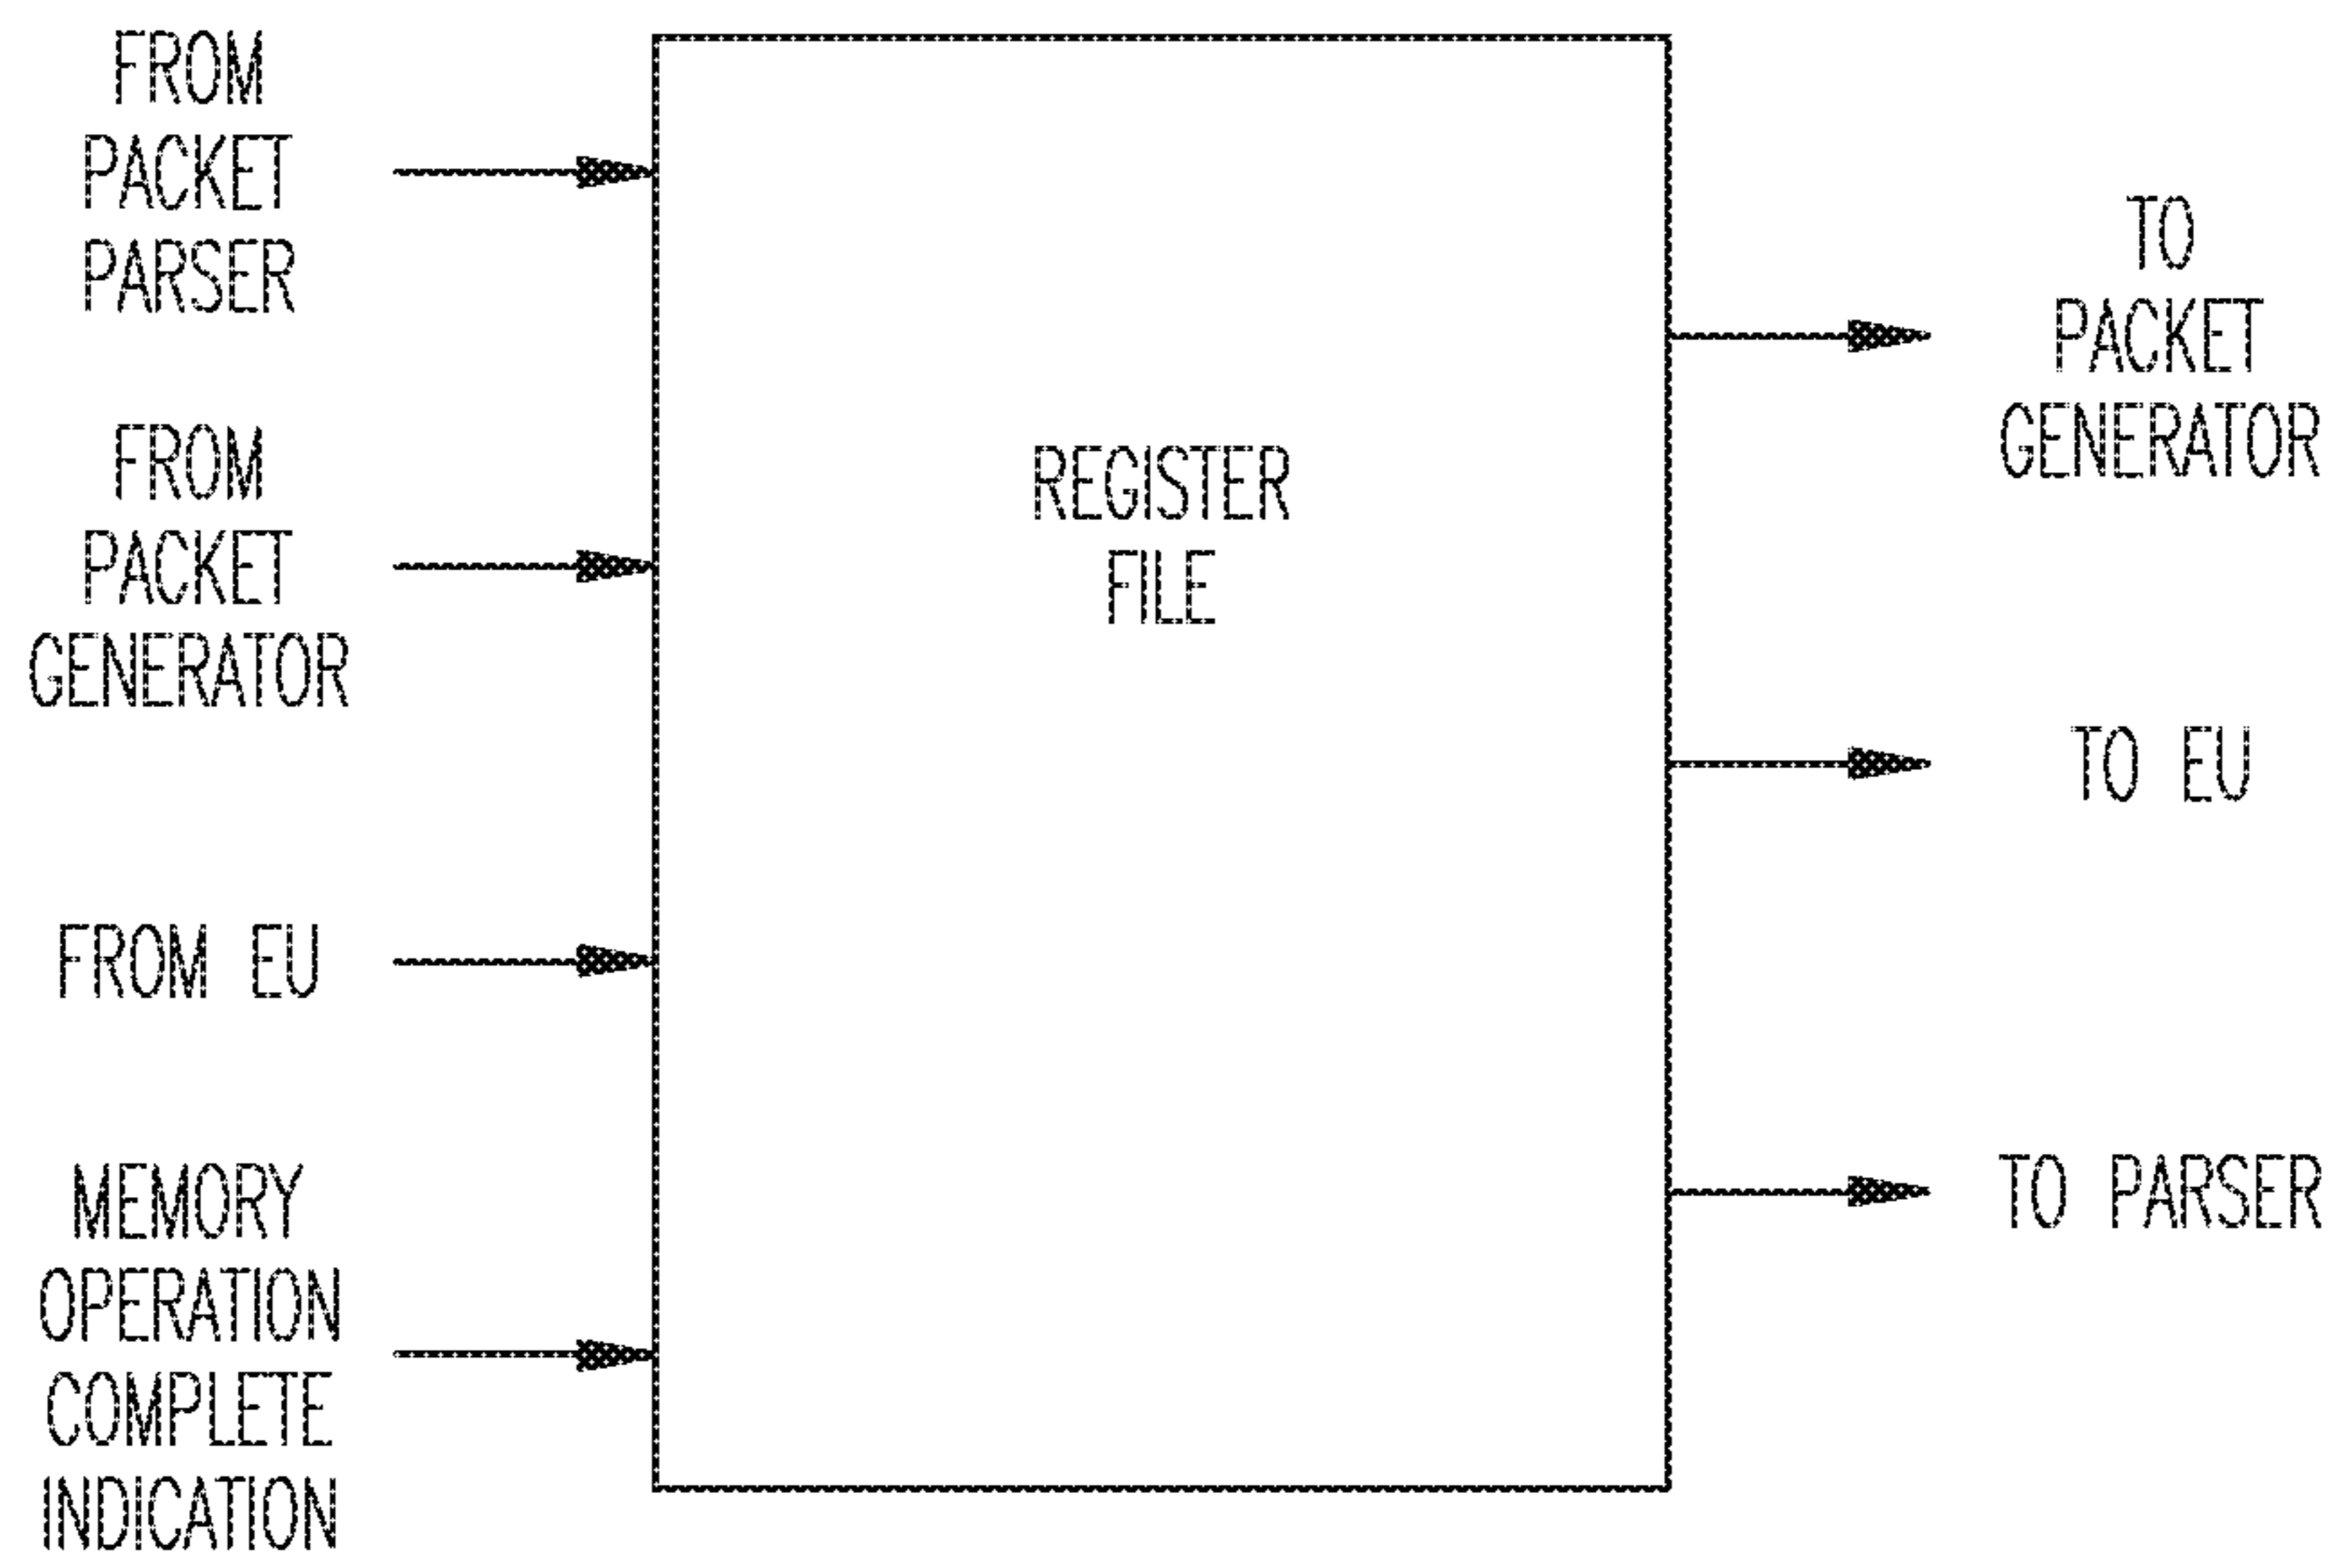 FROM
PACKET
PARSER
FROM
PACKET
GENERATOR
FROM EU
MEMORY
OPERATION
COMPLETE
INDICATION
REGISTER
FILE
TO
PACKET
GENERATOR
TO EU
TO PARSER